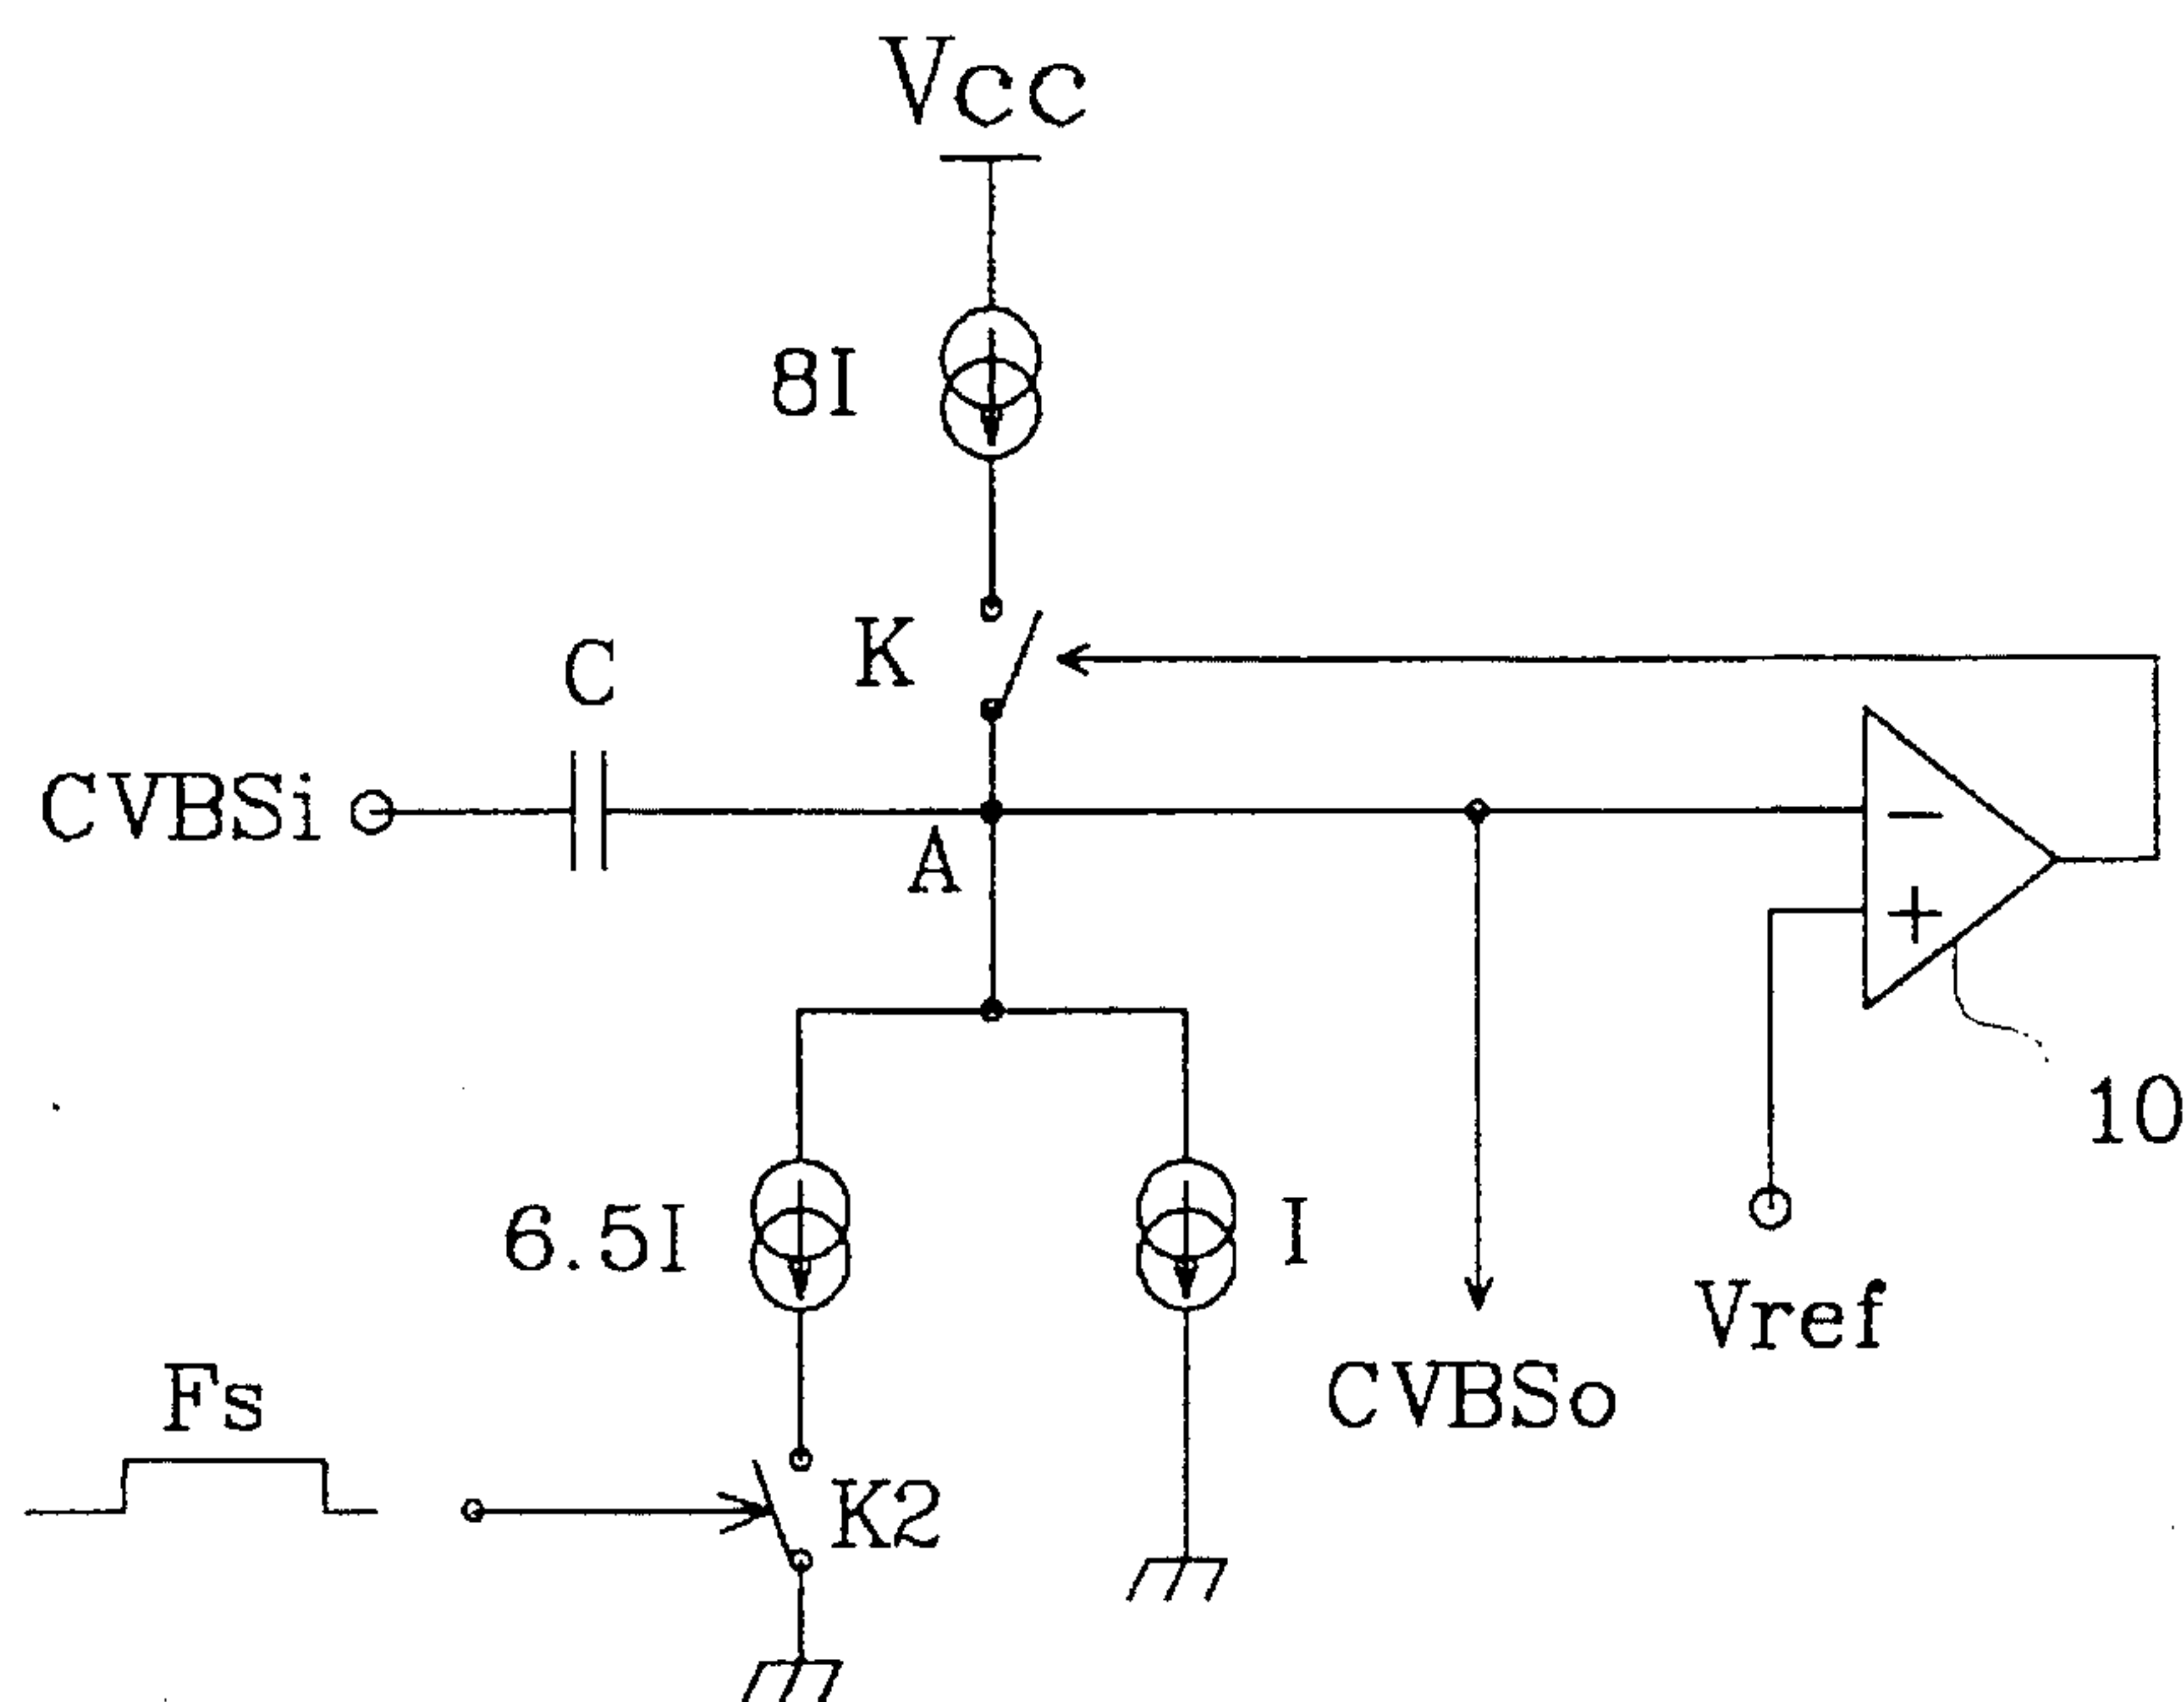 Vcc
8I
K
C
CVBSi
A
−
+
10
6.5I
I
Vref
Fs
CVBSo
K2